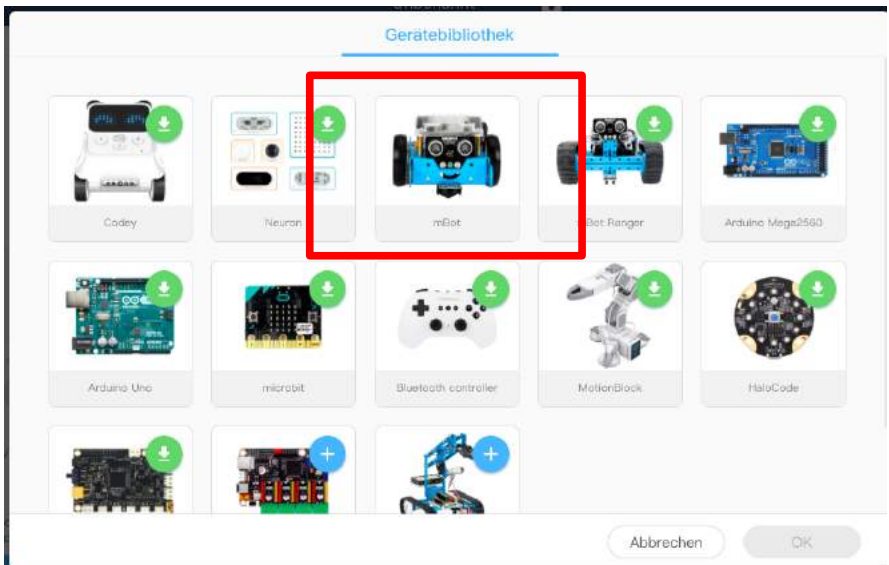 Gerätebibliothek
Codey
Neuron
mBot
mBot Ranger
Arduino Mega2560
Arduino Uno
microbit
Bluetooth controller
MotionBlock
HaloCode
Abbrechen
OK